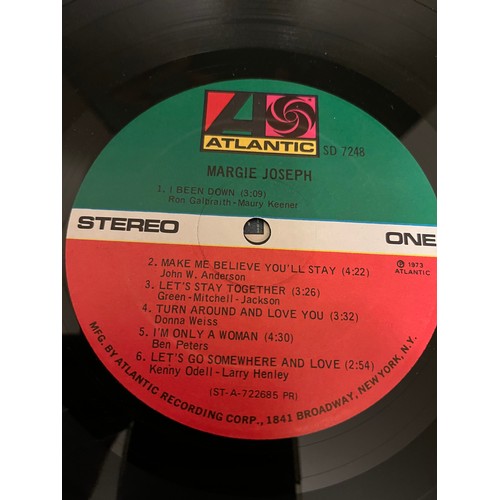 ATLANTIC
SD 7248
MARGIE JOSEPH
1. I BEEN DOWN (3:09)
Ron Galbraith-Maury Keener
STEREO
ONE
2. MAKE ME BELIEVE YOU'LL STAY (4:22)
John W. Anderson
℗ 1973
ATLANTIC
3. LET'S STAY TOGETHER (3:26)
Green-Mitchell-Jackson
4. TURN AROUND AND LOVE YOU (3:32)
Donna Weiss
5. I'M ONLY A WOMAN (4:30)
Ben Peters
6. LET'S GO SOMEWHERE AND LOVE (2:54)
Kenny Odell-Larry Henley
(ST-A-722685 PR)
MFG. BY ATLANTIC RECORDING CORP., 1841 BROADWAY, NEW YORK, N.Y.